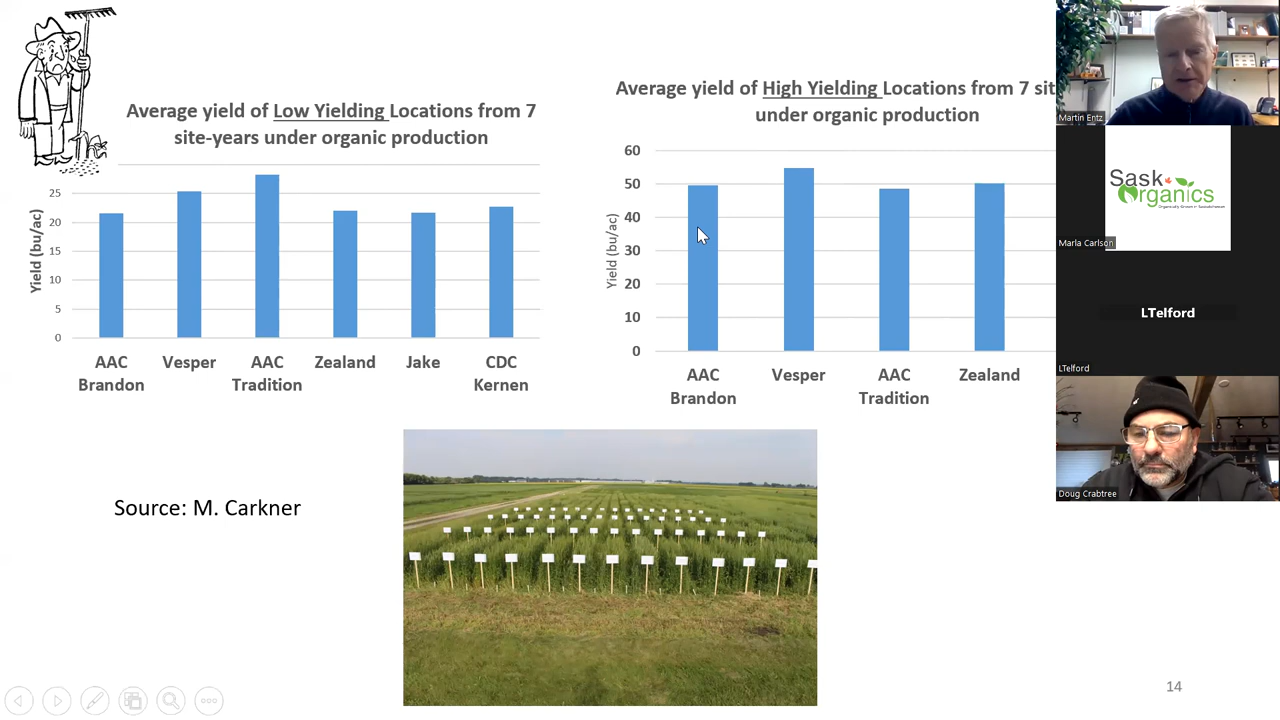 Average yield of Low Yielding Locations from 7
site-years under organic production
Yield (bu/ac)
25
20
15
10
5
0
AAC Brandon
Vesper
AAC Tradition
Zealand
Jake
CDC Kernen
Average yield of High Yielding Locations from 7 sit
under organic production
Yield (bu/ac)
60
50
40
30
20
10
0
AAC Brandon
Vesper
AAC Tradition
Zealand
Source: M. Carkner
14
Martin Entz
Sask
Organics
Marla Carlson
LTelford
LTelford
Doug Crabtree